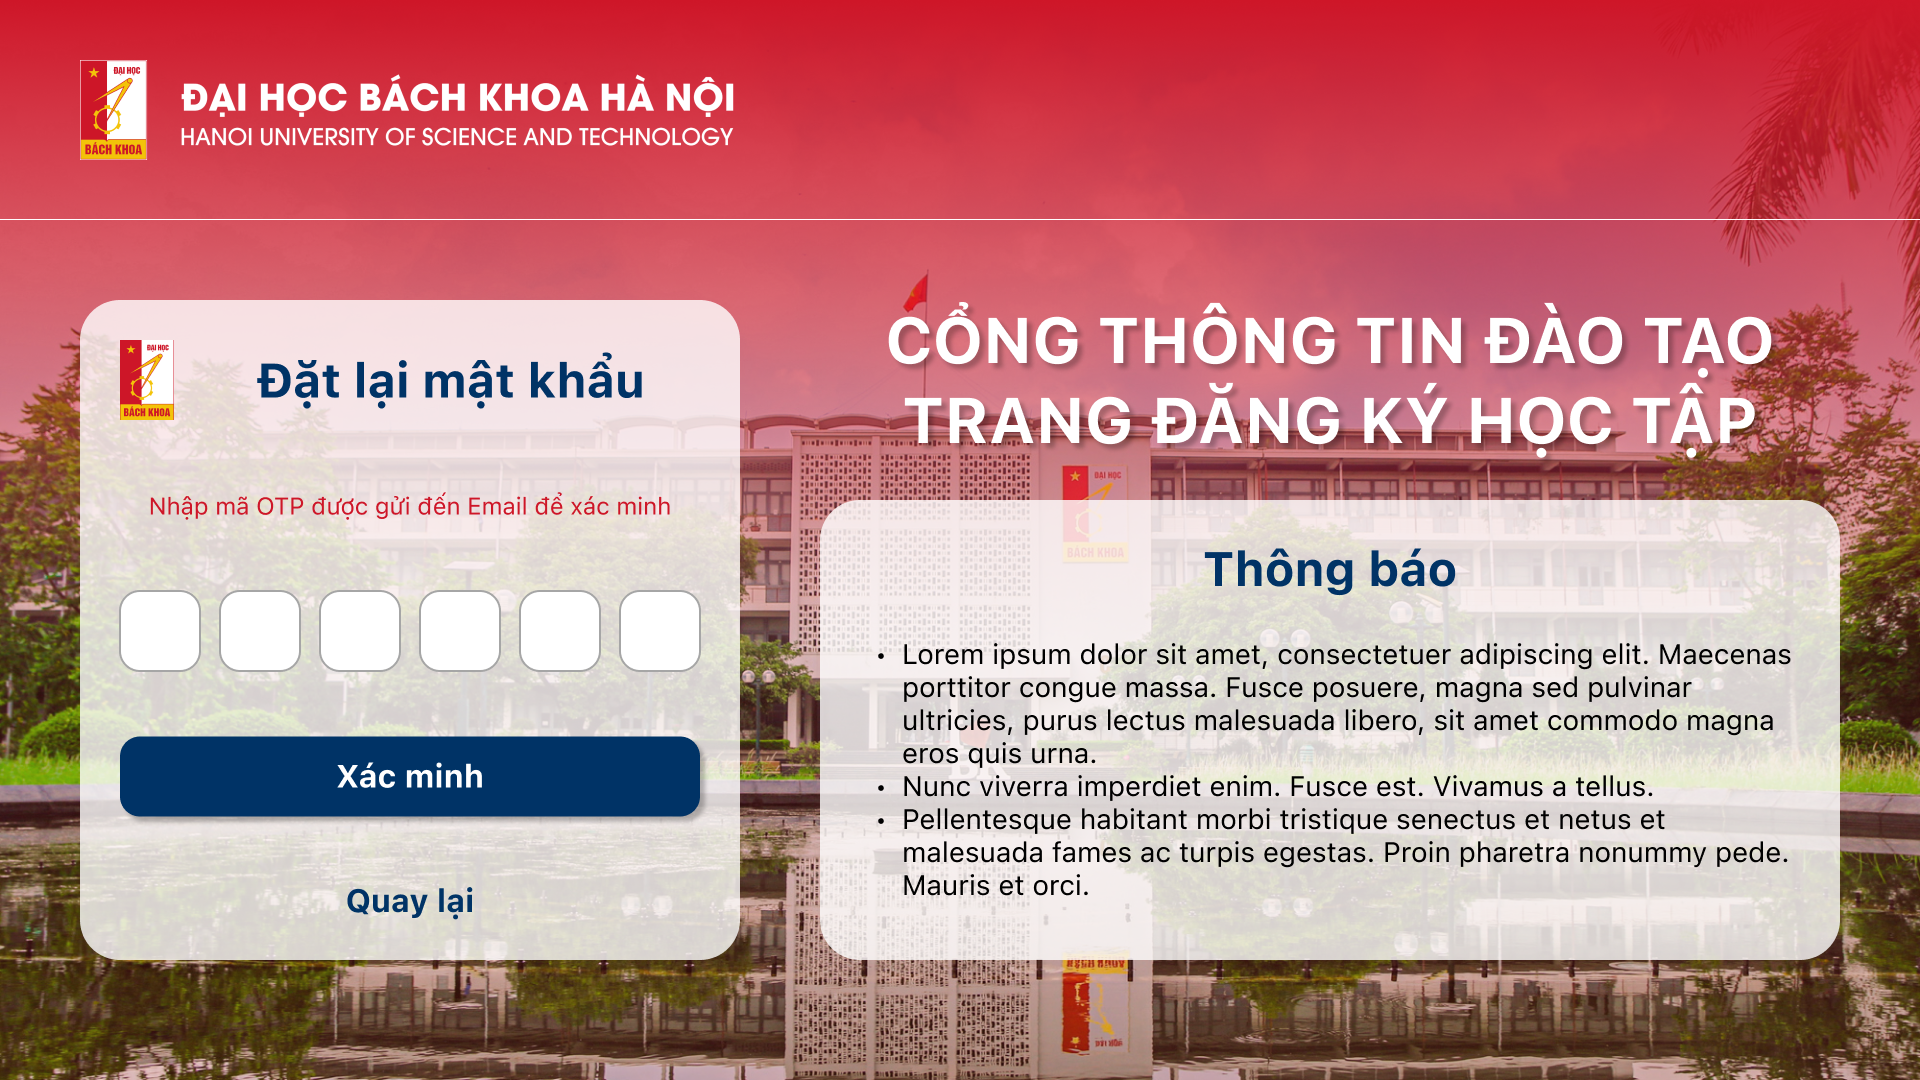 ĐẠI HỌC
BÁCH KHOA
ĐẠI HỌC BÁCH KHOA HÀ NỘI
HANOI UNIVERSITY OF SCIENCE AND TECHNOLOGY
ĐẠI HỌC
BÁCH KHOA
Đặt lại mật khẩu
Nhập mã OTP được gửi đến Email để xác minh
Xác minh
Quay lại
CỔNG THÔNG TIN ĐÀO TẠO
TRANG ĐĂNG KÝ HỌC TẬP
ĐẠI HỌC
BÁCH KHOA
Thông báo
• Lorem ipsum dolor sit amet, consectetuer adipiscing elit. Maecenas
porttitor congue massa. Fusce posuere, magna sed pulvinar
ultricies, purus lectus malesuada libero, sit amet commodo magna
eros quis urna.
• Nunc viverra imperdiet enim. Fusce est. Vivamus a tellus.
• Pellentesque habitant morbi tristique senectus et netus et
malesuada fames ac turpis egestas. Proin pharetra nonummy pede.
Mauris et orci.